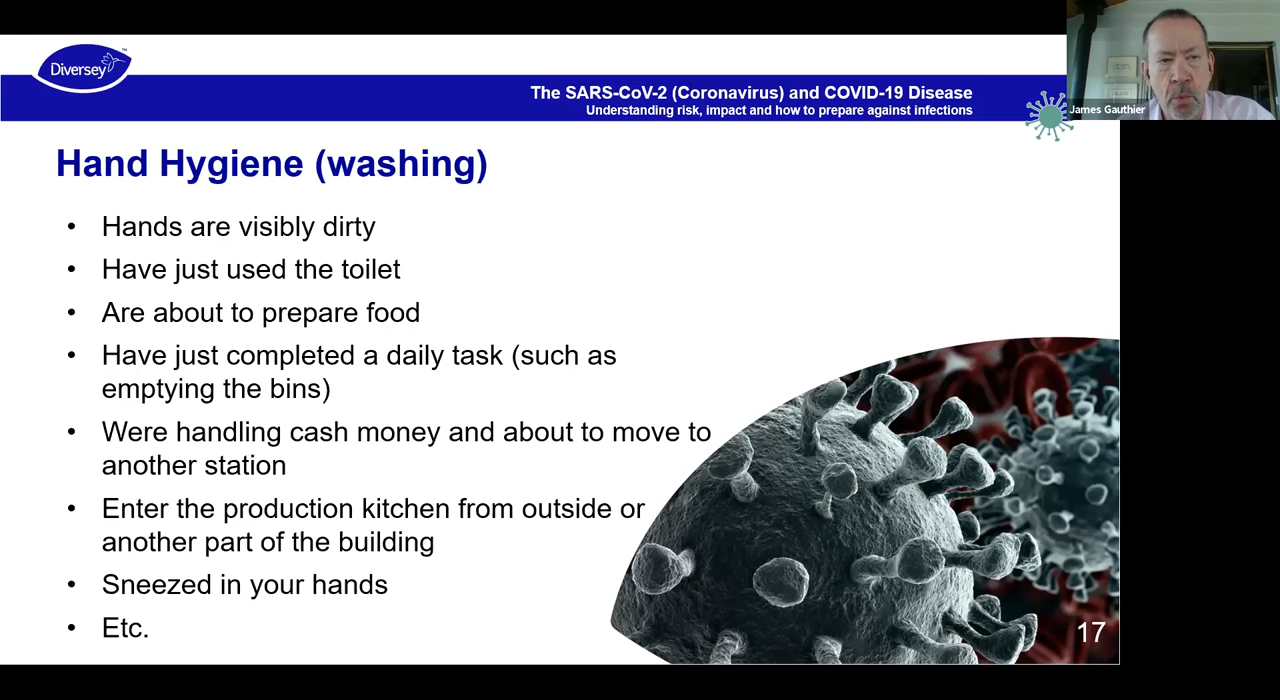 Diversey™
The SARS-CoV-2 (Coronavirus) and COVID-19 Disease
Understanding risk, impact and how to prepare against infections
James Gauthier
Hand Hygiene (washing)
• Hands are visibly dirty
• Have just used the toilet
• Are about to prepare food
• Have just completed a daily task (such as
emptying the bins)
• Were handling cash money and about to move to
another station
• Enter the production kitchen from outside or
another part of the building
• Sneezed in your hands
• Etc.
17